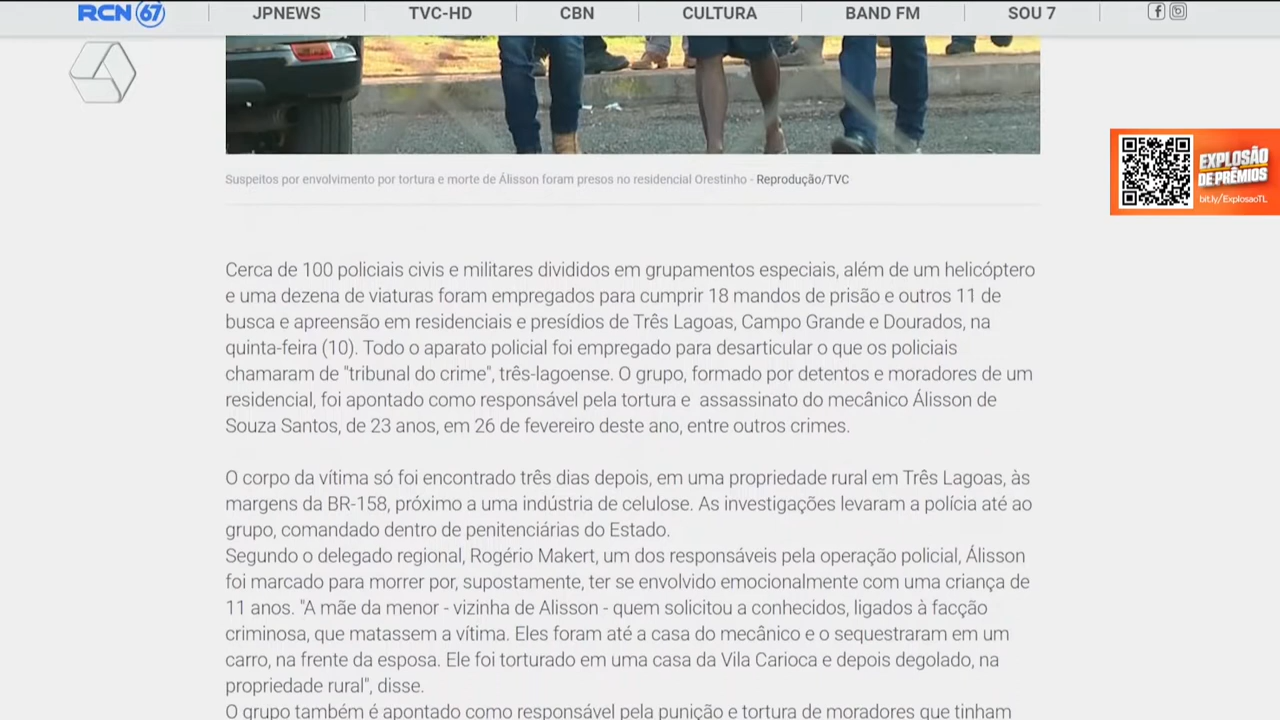 RCN 67
JPNEWS
TVC-HD
CBN
CULTURA
BAND FM
SOU 7
EXPLOSÃO
DE PRÊMIOS
bit.ly/ExplosaoTL
Suspeitos por envolvimento por tortura e morte de Álisson foram presos no residencial Orestinho - Reprodução/TVC
Cerca de 100 policiais civis e militares divididos em grupamentos especiais, além de um helicóptero
e uma dezena de viaturas foram empregados para cumprir 18 mandos de prisão e outros 11 de
busca e apreensão em residenciais e presídios de Três Lagoas, Campo Grande e Dourados, na
quinta-feira (10). Todo o aparato policial foi empregado para desarticular o que os policiais
chamaram de "tribunal do crime", três-lagoense. O grupo, formado por detentos e moradores de um
residencial, foi apontado como responsável pela tortura e  assassinato do mecânico Álisson de
Souza Santos, de 23 anos, em 26 de fevereiro deste ano, entre outros crimes.
O corpo da vítima só foi encontrado três dias depois, em uma propriedade rural em Três Lagoas, às
margens da BR-158, próximo a uma indústria de celulose. As investigações levaram a polícia até ao
grupo, comandado dentro de penitenciárias do Estado.
Segundo o delegado regional, Rogério Makert, um dos responsáveis pela operação policial, Álisson
foi marcado para morrer por, supostamente, ter se envolvido emocionalmente com uma criança de
11 anos. "A mãe da menor - vizinha de Alisson - quem solicitou a conhecidos, ligados à facção
criminosa, que matassem a vítima. Eles foram até a casa do mecânico e o sequestraram em um
carro, na frente da esposa. Ele foi torturado em uma casa da Vila Carioca e depois degolado, na
propriedade rural", disse.
O grupo também é apontado como responsável pela punição e tortura de moradores que tinham